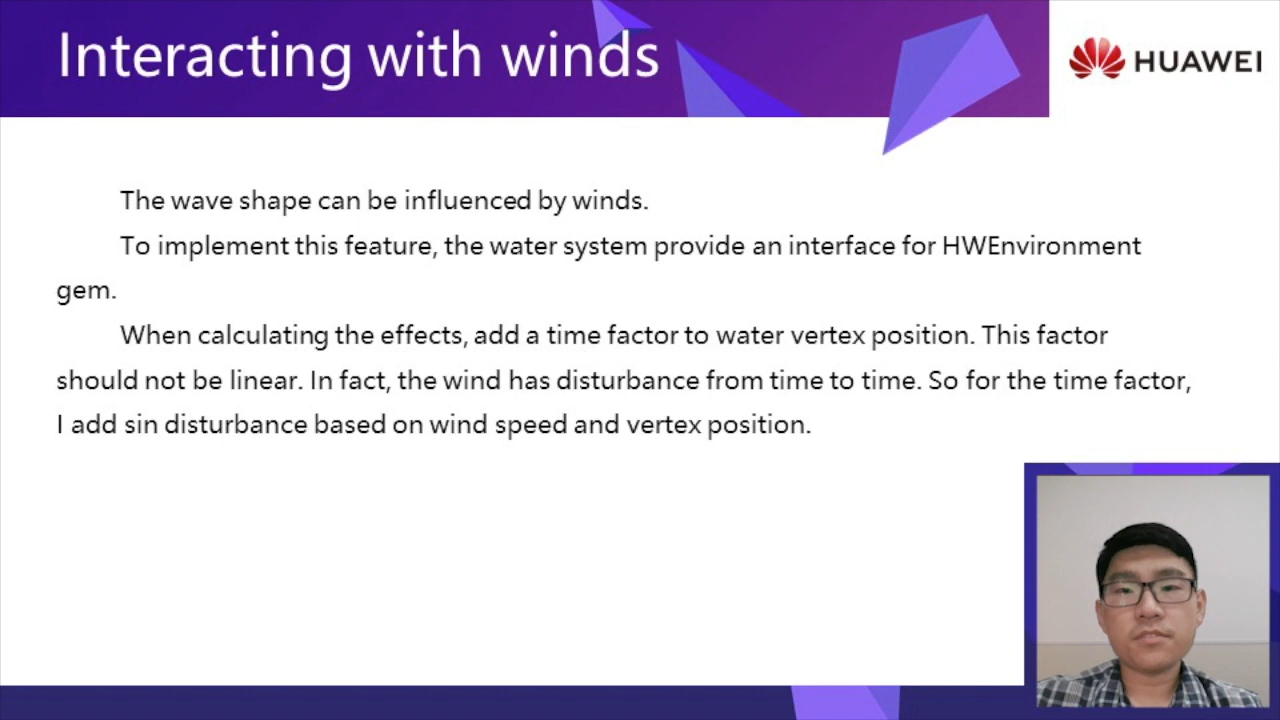 Interacting with winds
HUAWEI
The wave shape can be influenced by winds.
To implement this feature, the water system provide an interface for HWEnvironment
gem.
When calculating the effects, add a time factor to water vertex position. This factor
should not be linear. In fact, the wind has disturbance from time to time. So for the time factor,
I add sin disturbance based on wind speed and vertex position.